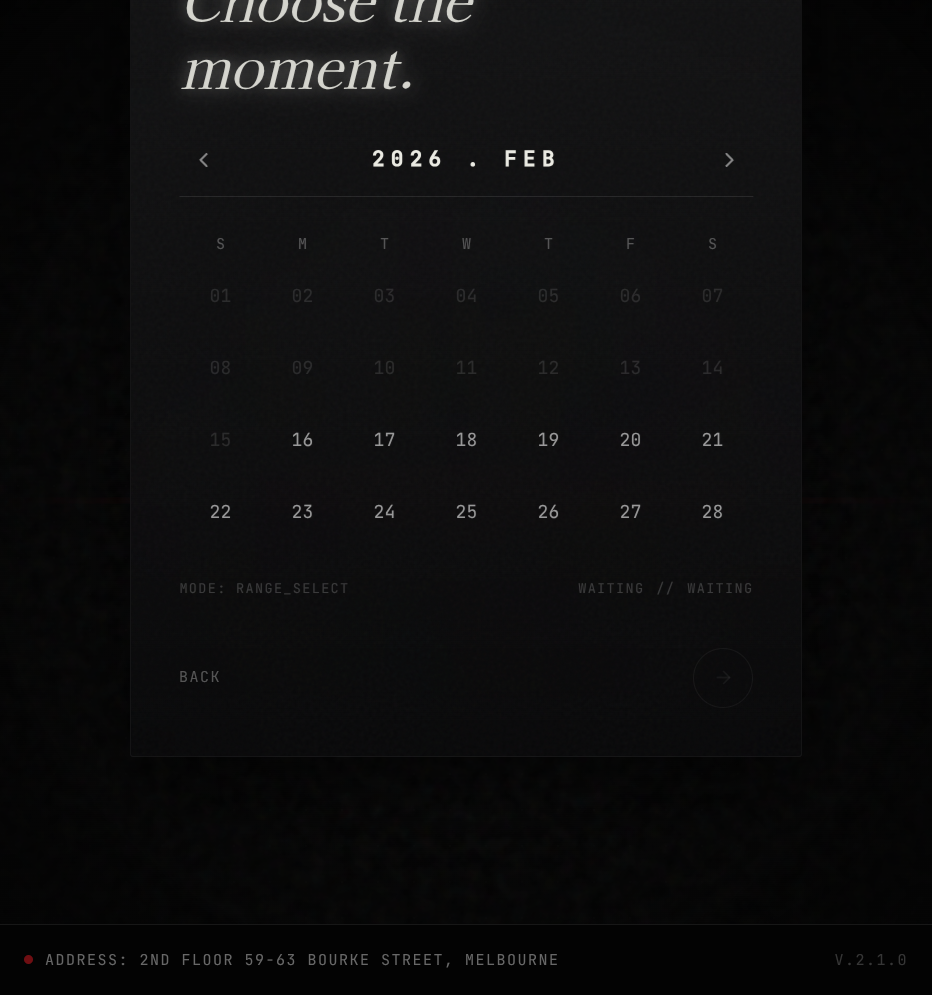 Choose the
moment.
2026 . FEB
S M T W T F S
01 02 03 04 05 06 07
08 09 10 11 12 13 14
15 16 17 18 19 20 21
22 23 24 25 26 27 28
MODE: RANGE_SELECT WAITING // WAITING
BACK
ADDRESS: 2ND FLOOR 59-63 BOURKE STREET, MELBOURNE V.2.1.0